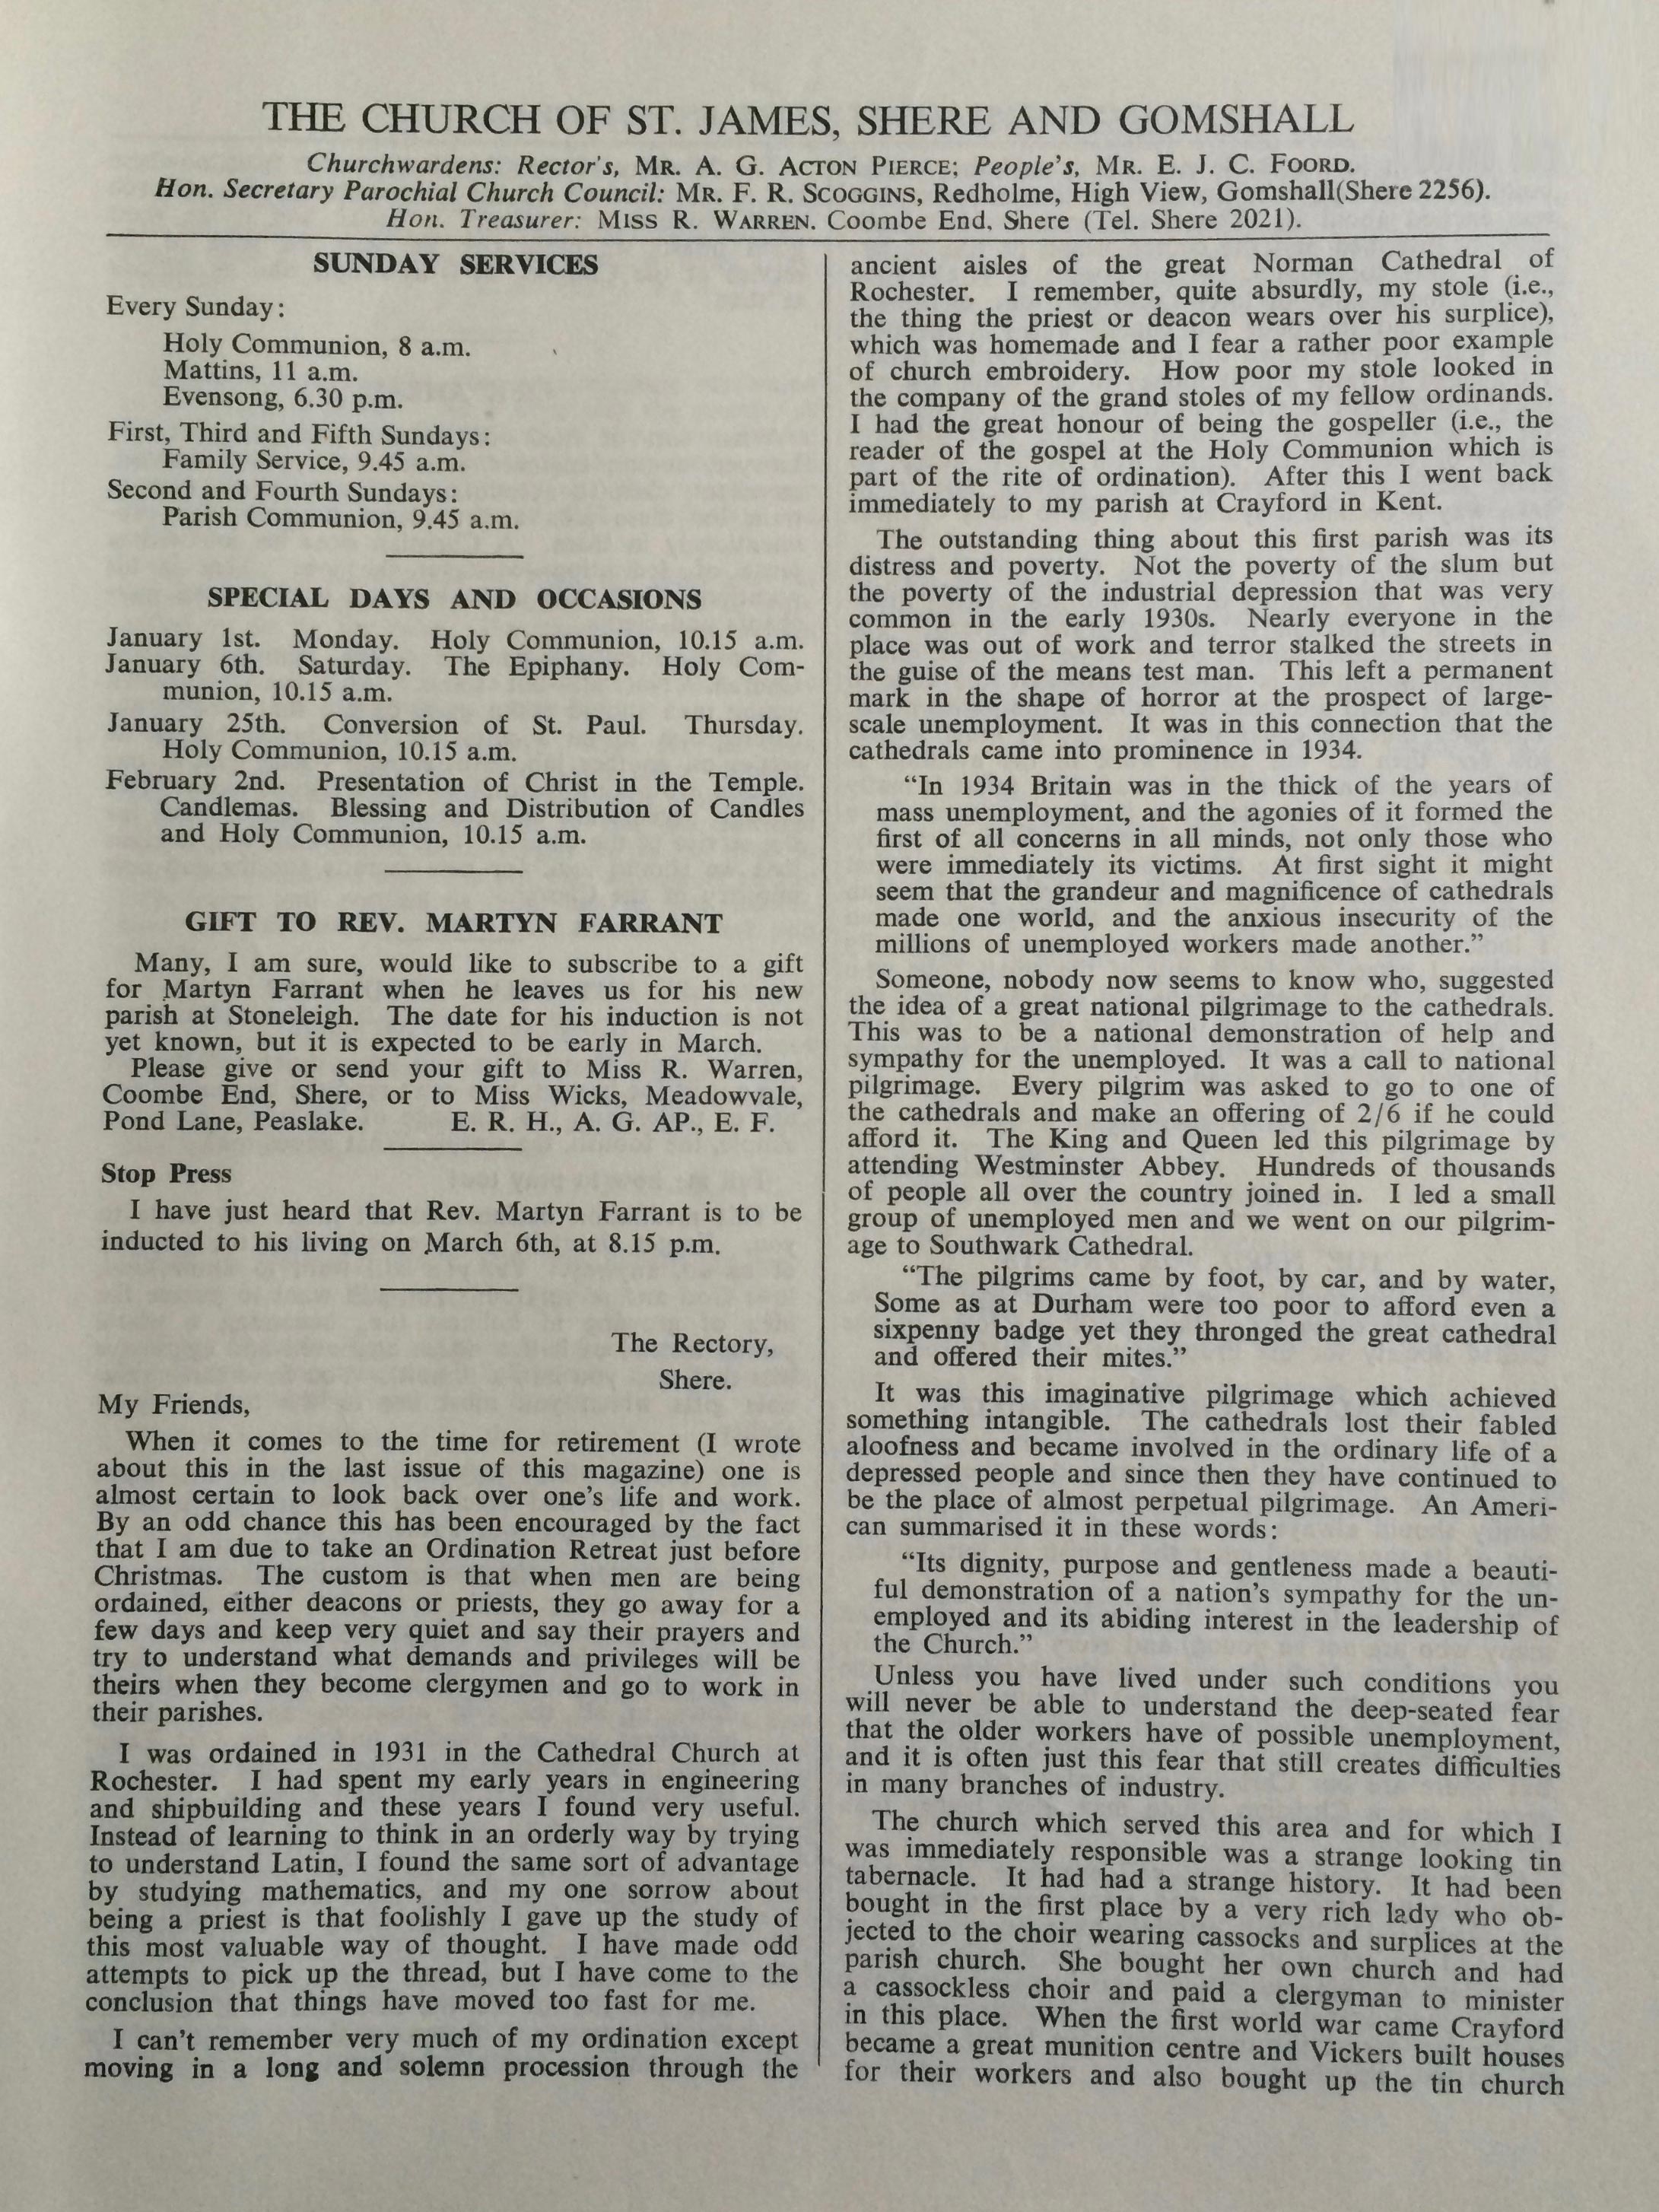 THE CHURCH OF ST. JAMES, SHERE AND GOMSHALL
Churchwardens: Rector's, MR. A. G. ACTON PIERCE; People's, MR. E. J. C. FOORD.
Hon. Secretary Parochial Church Council: MR. F. R. SCOGGINS, Redholme, High View, Gomshall(Shere 2256).
Hon. Treasurer: MISS R. WARREN. Coombe End, Shere (Tel. Shere 2021).
SUNDAY SERVICES
Every Sunday:
Holy Communion, 8 a.m.
Mattins, 11 a.m.
Evensong, 6.30 p.m.
First, Third and Fifth Sundays:
Family Service, 9.45 a.m.
Second and Fourth Sundays:
Parish Communion, 9.45 a.m.
SPECIAL DAYS AND OCCASIONS
January 1st. Monday. Holy Communion, 10.15 a.m.
January 6th. Saturday. The Epiphany. Holy Com-
munion, 10.15 a.m.
January 25th. Conversion of St. Paul. Thursday.
Holy Communion, 10.15 a.m.
February 2nd. Presentation of Christ in the Temple.
Candlemas. Blessing and Distribution of Candles
and Holy Communion, 10.15 a.m.
GIFT TO REV. MARTYN FARRANT
Many, I am sure, would like to subscribe to a gift
for Martyn Farrant when he leaves us for his new
parish at Stoneleigh. The date for his induction is not
yet known, but it is expected to be early in March.
Please give or send your gift to Miss R. Warren,
Coombe End, Shere, or to Miss Wicks, Meadowvale,
Pond Lane, Peaslake. E. R. H., A. G. AP., E. F.
Stop Press
I have just heard that Rev. Martyn Farrant is to be
inducted to his living on March 6th, at 8.15 p.m.
The Rectory,
Shere.
My Friends,
When it comes to the time for retirement (I wrote
about this in the last issue of this magazine) one is
almost certain to look back over one's life and work.
By an odd chance this has been encouraged by the fact
that I am due to take an Ordination Retreat just before
Christmas. The custom is that when men are being
ordained, either deacons or priests, they go away for a
few days and keep very quiet and say their prayers and
try to understand what demands and privileges will be
theirs when they become clergymen and go to work in
their parishes.
I was ordained in 1931 in the Cathedral Church at
Rochester. I had spent my early years in engineering
and shipbuilding and these years I found very useful.
Instead of learning to think in an orderly way by trying
to understand Latin, I found the same sort of advantage
by studying mathematics, and my one sorrow about
being a priest is that foolishly I gave up the study of
this most valuable way of thought. I have made odd
attempts to pick up the thread, but I have come to the
conclusion that things have moved too fast for me.
I can't remember very much of my ordination except
moving in a long and solemn procession through the
ancient aisles of the great Norman Cathedral of
Rochester. I remember, quite absurdly, my stole (i.e.,
the thing the priest or deacon wears over his surplice),
which was homemade and I fear a rather poor example
of church embroidery. How poor my stole looked in
the company of the grand stoles of my fellow ordinands.
I had the great honour of being the gospeller (i.e., the
reader of the gospel at the Holy Communion which is
part of the rite of ordination). After this I went back
immediately to my parish at Crayford in Kent.
The outstanding thing about this first parish was its
distress and poverty. Not the poverty of the slum but
the poverty of the industrial depression that was very
common in the early 1930s. Nearly everyone in the
place was out of work and terror stalked the streets in
the guise of the means test man. This left a permanent
mark in the shape of horror at the prospect of large-
scale unemployment. It was in this connection that the
cathedrals came into prominence in 1934.
"In 1934 Britain was in the thick of the years of
mass unemployment, and the agonies of it formed the
first of all concerns in all minds, not only those who
were immediately its victims. At first sight it might
seem that the grandeur and magnificence of cathedrals
made one world, and the anxious insecurity of the
millions of unemployed workers made another."
Someone, nobody now seems to know who, suggested
the idea of a great national pilgrimage to the cathedrals.
This was to be a national demonstration of help and
sympathy for the unemployed. It was a call to national
pilgrimage. Every pilgrim was asked to go to one of
the cathedrals and make an offering of 2/6 if he could
afford it. The King and Queen led this pilgrimage by
attending Westminster Abbey. Hundreds of thousands
of people all over the country joined in. I led a small
group of unemployed men and we went on our pilgrim-
age to Southwark Cathedral.
"The pilgrims came by foot, by car, and by water,
Some as at Durham were too poor to afford even a
sixpenny badge yet they thronged the great cathedral
and offered their mites."
It was this imaginative pilgrimage which achieved
something intangible. The cathedrals lost their fabled
aloofness and became involved in the ordinary life of a
depressed people and since then they have continued to
be the place of almost perpetual pilgrimage. An Ameri-
can summarised it in these words:
"Its dignity, purpose and gentleness made a beauti-
ful demonstration of a nation's sympathy for the un-
employed and its abiding interest in the leadership of
the Church."
Unless you have lived under such conditions you
will never be able to understand the deep-seated fear
that the older workers have of possible unemployment,
and it is often just this fear that still creates difficulties
in many branches of industry.
The church which served this area and for which I
was immediately responsible was a strange looking tin
tabernacle. It had had a strange history. It had been
bought in the first place by a very rich lady who ob-
jected to the choir wearing cassocks and surplices at the
parish church. She bought her own church and had
a cassockless choir and paid a clergyman to minister
in this place. When the first world war came Crayford
became a great munition centre and Vickers built houses
for their workers and also bought up the tin church